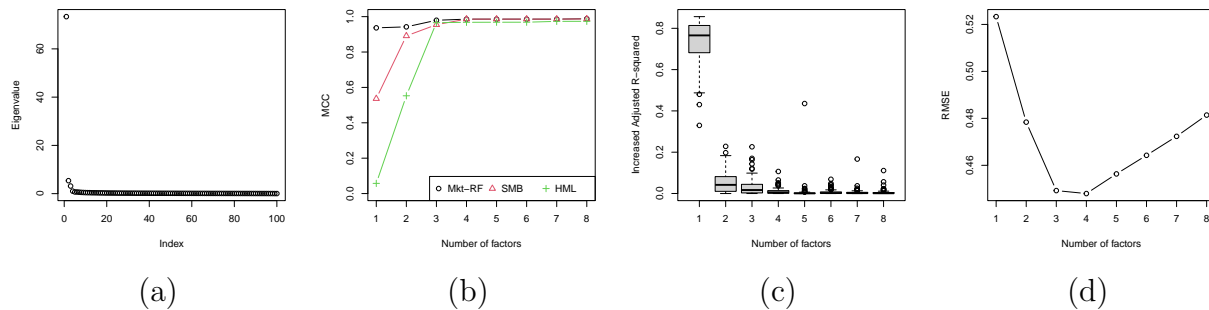 Eigenvalue
0 20 40 60
0 20 40 60 80 100
Index
(a)
MCC
0.0 0.2 0.4 0.6 0.8 1.0
Mkt−RF SMB HML
1 2 3 4 5 6 7 8
Number of factors
(b)
Increased Adjusted R−squared
0.0 0.2 0.4 0.6 0.8
1 2 3 4 5 6 7 8
Number of factors
(c)
RMSE
0.46 0.48 0.50 0.52
1 2 3 4 5 6 7 8
Number of factors
(d)